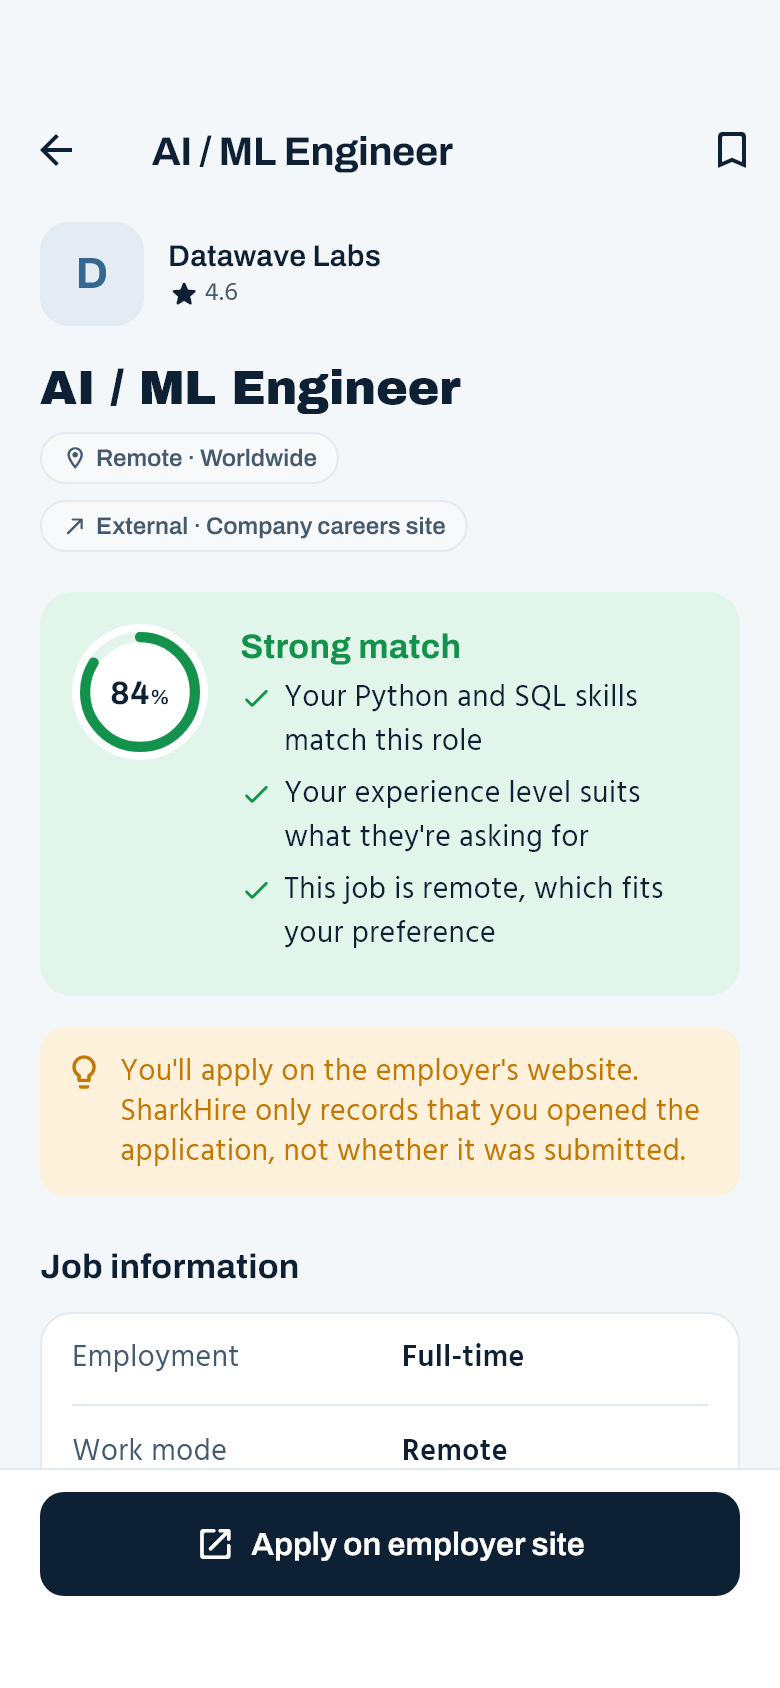 AI / ML Engineer
D
Datawave Labs
4.6
AI / ML Engineer
Remote · Worldwide
External · Company careers site
84%
Strong match
Your Python and SQL skills
match this role
Your experience level suits
what they're asking for
This job is remote, which fits
your preference
You'll apply on the employer's website.
SharkHire only records that you opened the
application, not whether it was submitted.
Job information
Employment Full-time
Work mode Remote
Apply on employer site